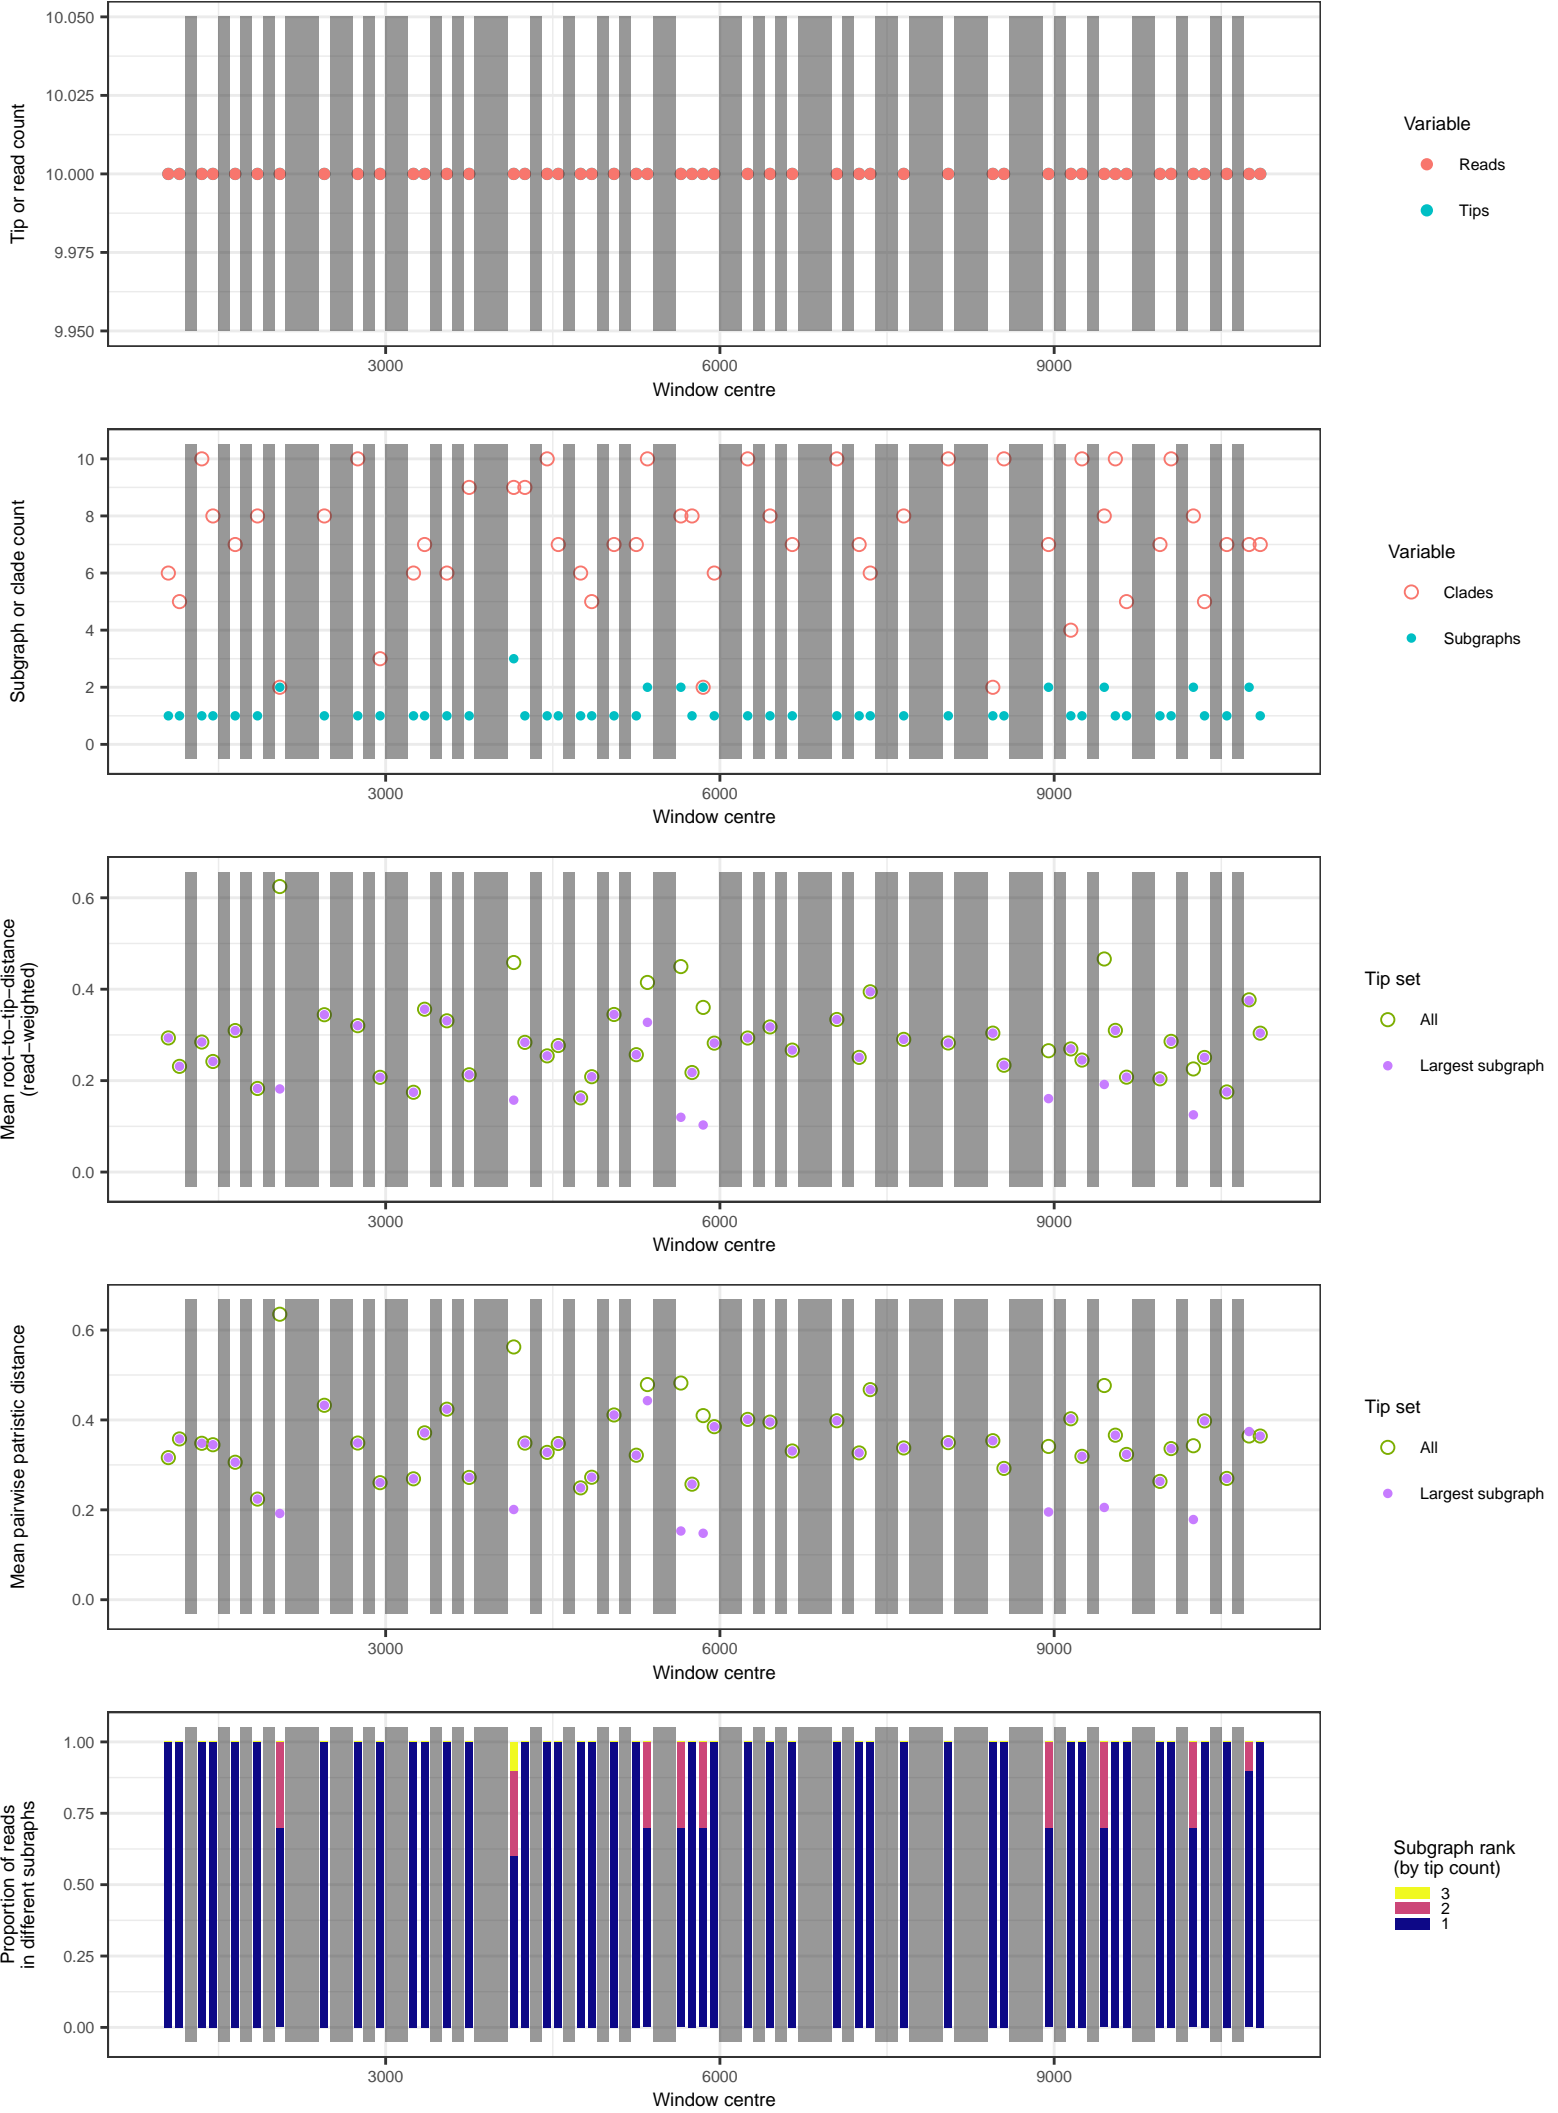 10.050
10.025
10.000
9.975
9.950
Tip or read count
3000
6000
9000
Window centre
Variable
Reads
Tips
10
8
6
4
2
0
Subgraph or clade count
3000
6000
9000
Window centre
Variable
Clades
Subgraphs
0.6
0.4
0.2
0.0
Mean root−to−tip−distance
(read−weighted)
3000
6000
9000
Window centre
Tip set
All
Largest subgraph
0.6
0.4
0.2
0.0
Mean pairwise patristic distance
3000
6000
9000
Window centre
Tip set
All
Largest subgraph
1.00
0.75
0.50
0.25
0.00
Proportion of reads
in different subraphs
3000
6000
9000
Window centre
Subgraph rank
(by tip count)
3
2
1